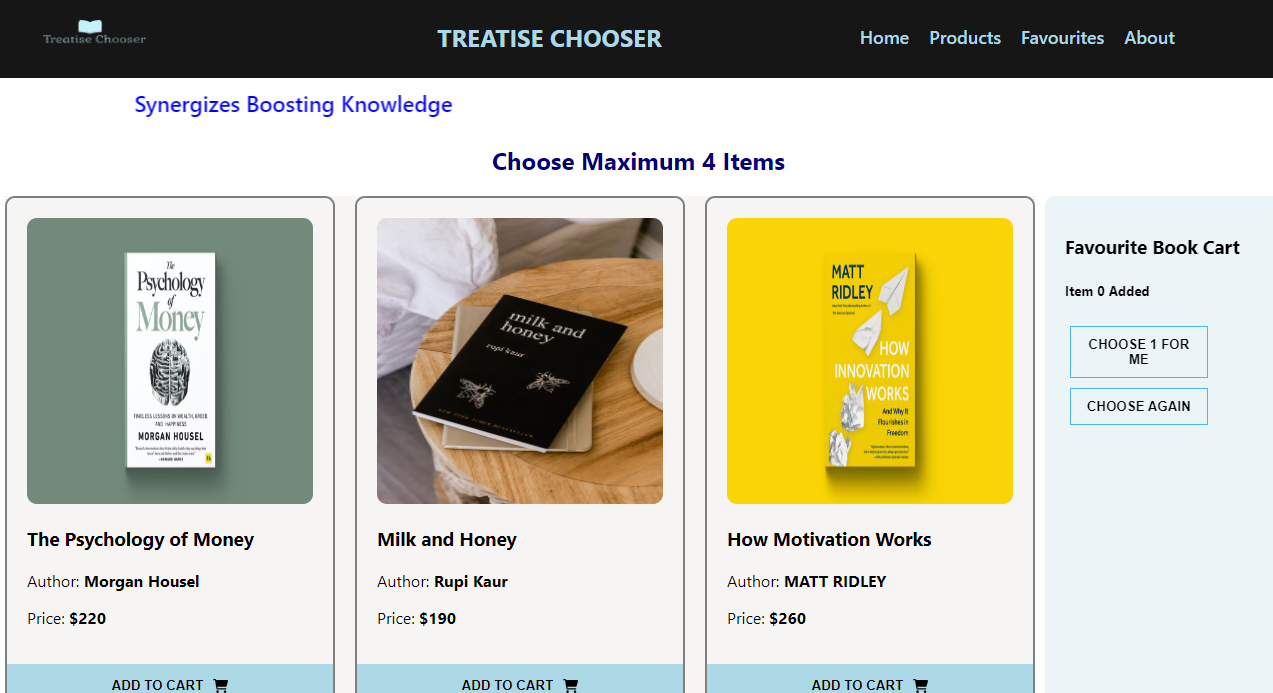 Treatise Chooser
TREATISE CHOOSER
Home Products Favourites About
Synergizes Boosting Knowledge
Choose Maximum 4 Items
The
Psychology
of
Money
TIMELESS LESSONS ON WEALTH, GREED,
AND HAPPINESS
MORGAN HOUSEL
The Psychology of Money
Author: Morgan Housel
Price: $220
ADD TO CART
milk and
honey
rupi kaur
Milk and Honey
Author: Rupi Kaur
Price: $190
ADD TO CART
MATT
RIDLEY
HOW
INNOVATION
WORKS
And Why It
Flourishes in
Freedom
How Motivation Works
Author: MATT RIDLEY
Price: $260
ADD TO CART
Favourite Book Cart
Item 0 Added
CHOOSE 1 FOR
ME
CHOOSE AGAIN